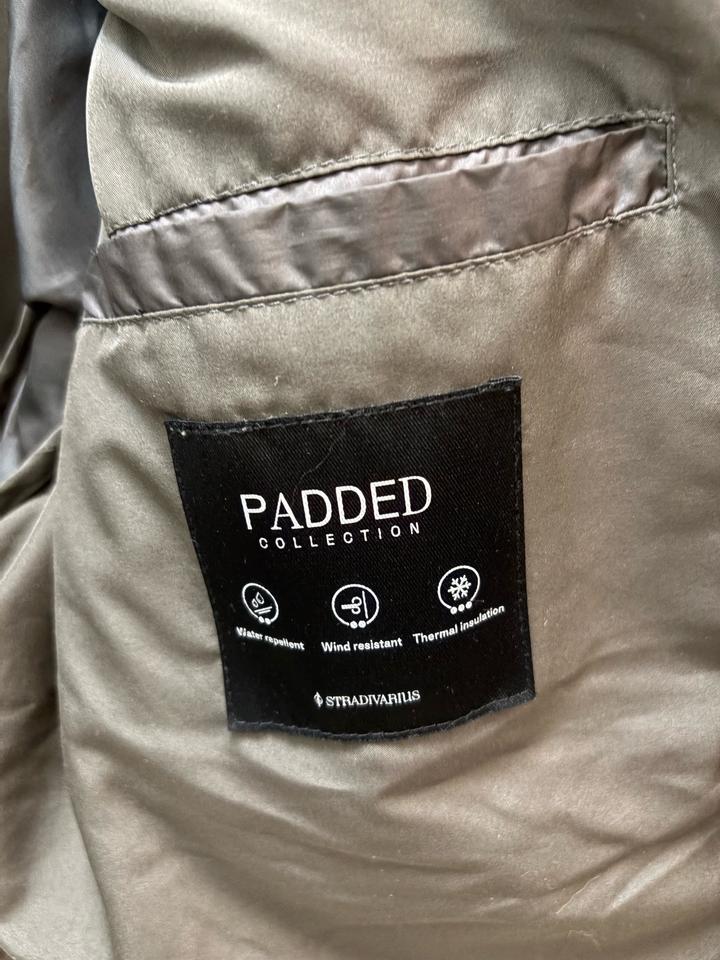 PADDED
COLLECTION
Water repellent Wind resistant Thermal insulation
STRADIVARIUS